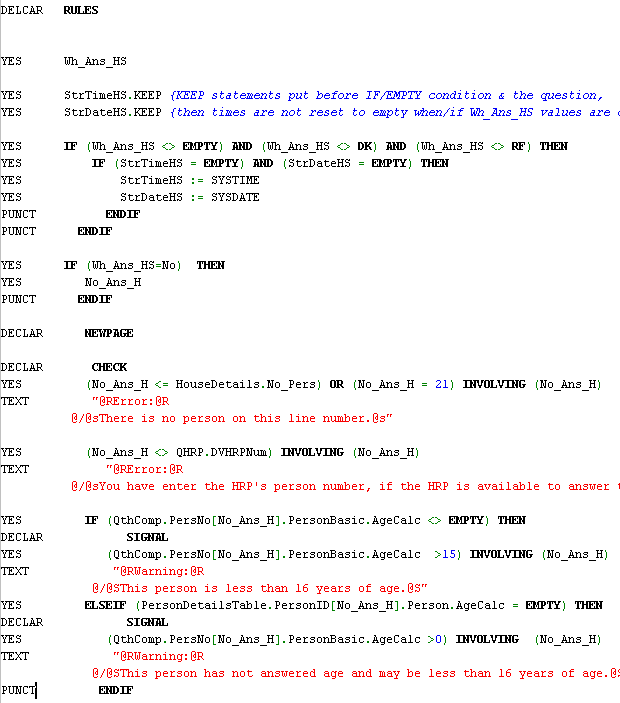 DELCAR RULES
YES Wh_Ans_HS
YES StrTimeHS.KEEP {KEEP statements put before IF/EMPTY condition & the question,
YES StrDateHS.KEEP {then times are not reset to empty when/if Wh_Ans_HS values are
YES IF (Wh_Ans_HS <> EMPTY) AND (Wh_Ans_HS <> DK) AND (Wh_Ans_HS <> RF) THEN
YES IF (StrTimeHS = EMPTY) AND (StrDateHS = EMPTY) THEN
YES StrTimeHS := SYSTIME
YES StrDateHS := SYSDATE
PUNCT ENDIF
PUNCT ENDIF
YES IF (Wh_Ans_HS=No) THEN
YES No_Ans_H
PUNCT ENDIF
DECLAR NEWPAGE
DECLAR CHECK
YES (No_Ans_H <= HouseDetails.No_Pers) OR (No_Ans_H = 21) INVOLVING (No_Ans_H)
TEXT "@RError:@R
@/@sThere is no person on this line number.@s"
YES (No_Ans_H <> QHRP.DVHRPNum) INVOLVING (No_Ans_H)
TEXT "@RError:@R
@/@sYou have enter the HRP's person number, if the HRP is available to answer
YES IF (QthComp.PersNo[No_Ans_H].PersonBasic.AgeCalc <> EMPTY) THEN
DECLAR SIGNAL
YES (QthComp.PersNo[No_Ans_H].PersonBasic.AgeCalc >15) INVOLVING (No_Ans_H)
TEXT "@RWarning:@R
@/@SThis person is less than 16 years of age.@S"
YES ELSEIF (PersonDetailsTable.PersonID[No_Ans_H].Person.AgeCalc = EMPTY) THEN
DECLAR SIGNAL
YES (QthComp.PersNo[No_Ans_H].PersonBasic.AgeCalc >0) INVOLVING (No_Ans_H)
TEXT "@RWarning:@R
@/@SThis person has not answered age and may be less than 16 years of age.@S
PUNCT ENDIF